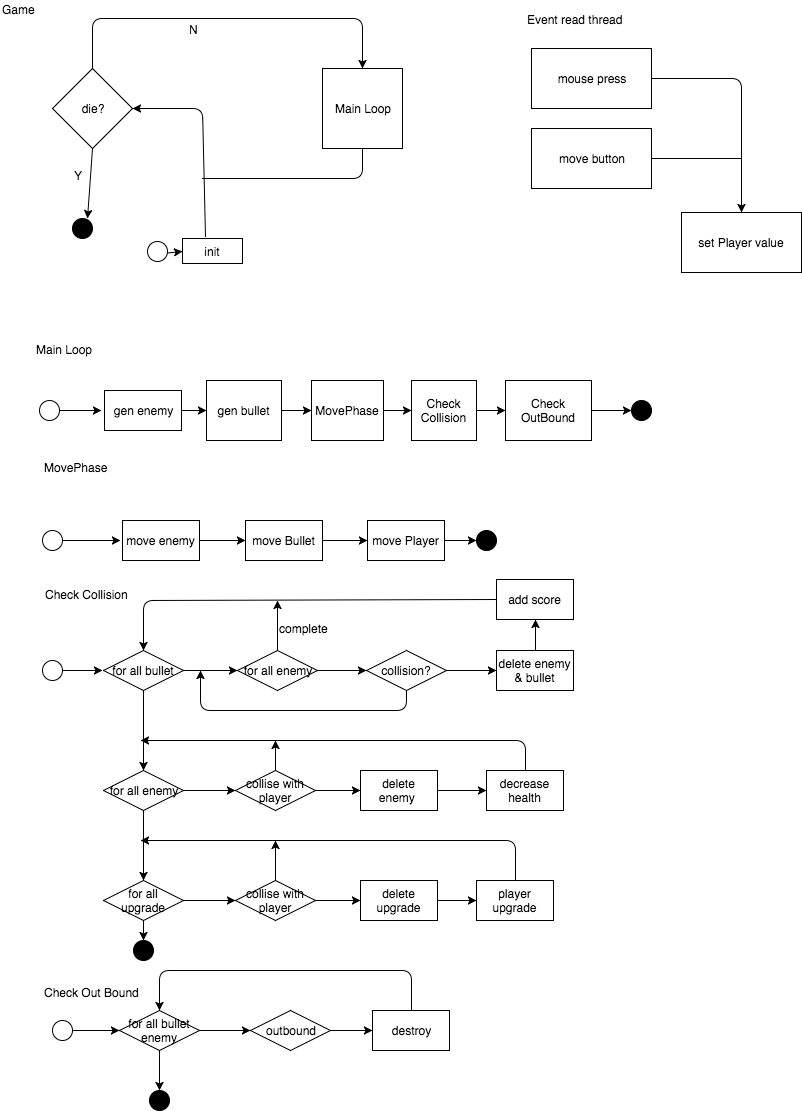 Game
N
die?
Main Loop
Y
init
Event read thread
mouse press
move button
set Player value
Main Loop
gen enemy
gen bullet
MovePhase
Check
Collision
Check
OutBound
MovePhase
move enemy
move Bullet
move Player
Check Collision
add score
complete
for all bullet
for all enemy
collision?
delete enemy
& bullet
for all enemy
collise with
player
delete
enemy
decrease
health
for all
upgrade
collise with
player
delete
upgrade
player
upgrade
Check Out Bound
for all bullet
enemy
outbound
destroy